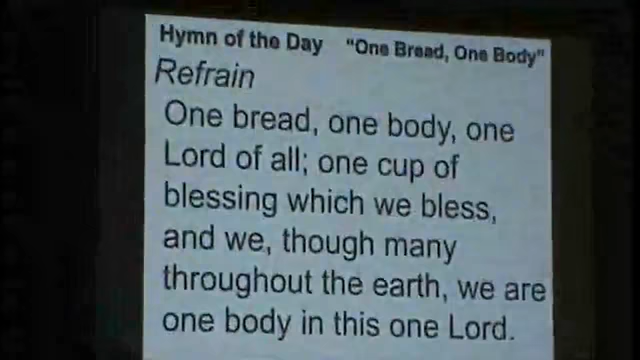 Hymn of the Day "One Bread, One Body"
Refrain
One bread, one body, one
Lord of all; one cup of
blessing which we bless,
and we, though many
throughout the earth, we are
one body in this one Lord.